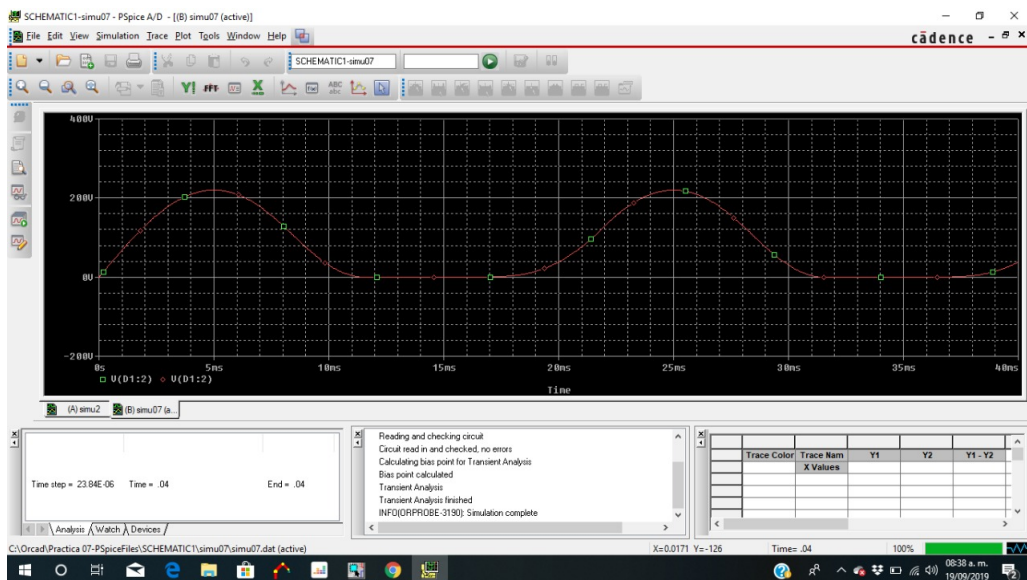 SCHEMATIC1-simu07 - PSpice A/D - [(B) simu07 (active)]
File Edit View Simulation Trace Plot Tools Window Help
cādence
SCHEMATIC1-simu07
400V
200V
0V
-200V
0s 5ms 10ms 15ms 20ms 25ms 30ms 35ms 40ms
V(D1:2) V(D1:2)
Time
(A) simu2 (B) simu07 (a...
Time step = 23.84E-06 Time = .04 End = .04
Analysis Watch Devices
Reading and checking circuit
Circuit read in and checked, no errors
Calculating bias point for Transient Analysis
Bias point calculated
Transient Analysis
Transient Analysis finished
INFO(ORPROBE-3190): Simulation complete
Trace Color Trace Nam Y1 Y2 Y1 - Y2
X Values
C:\Orcad\Practica 07-PSpiceFiles\SCHEMATIC1\simu07\simu07.dat (active) X=0.0171 Y=-126 Time= .04 100%
08:38 a. m.
19/09/2019